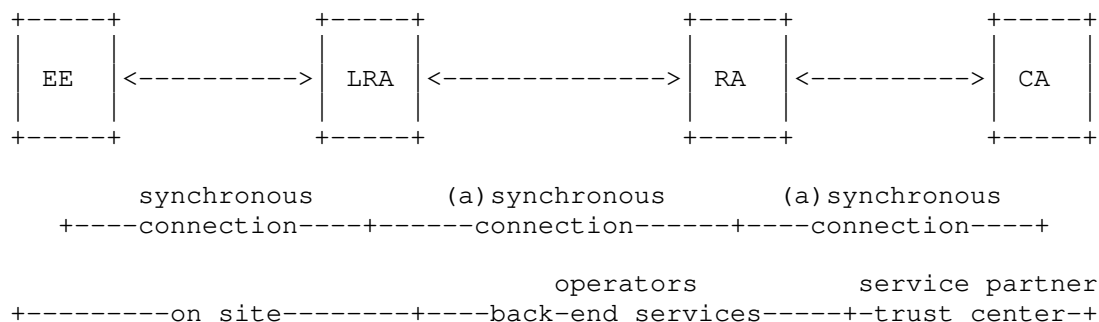 +-----+ +-----+ +-----+ +-----+
| | | | | | | |
| EE |<---------->| LRA |<-------------->| RA |<---------->| CA |
| | | | | | | |
+-----+ +-----+ +-----+ +-----+
synchronous (a)synchronous (a)synchronous
+----connection----+------connection------+----connection----+
operators service partner
+---------on site--------+----back-end services-----+-trust center-+